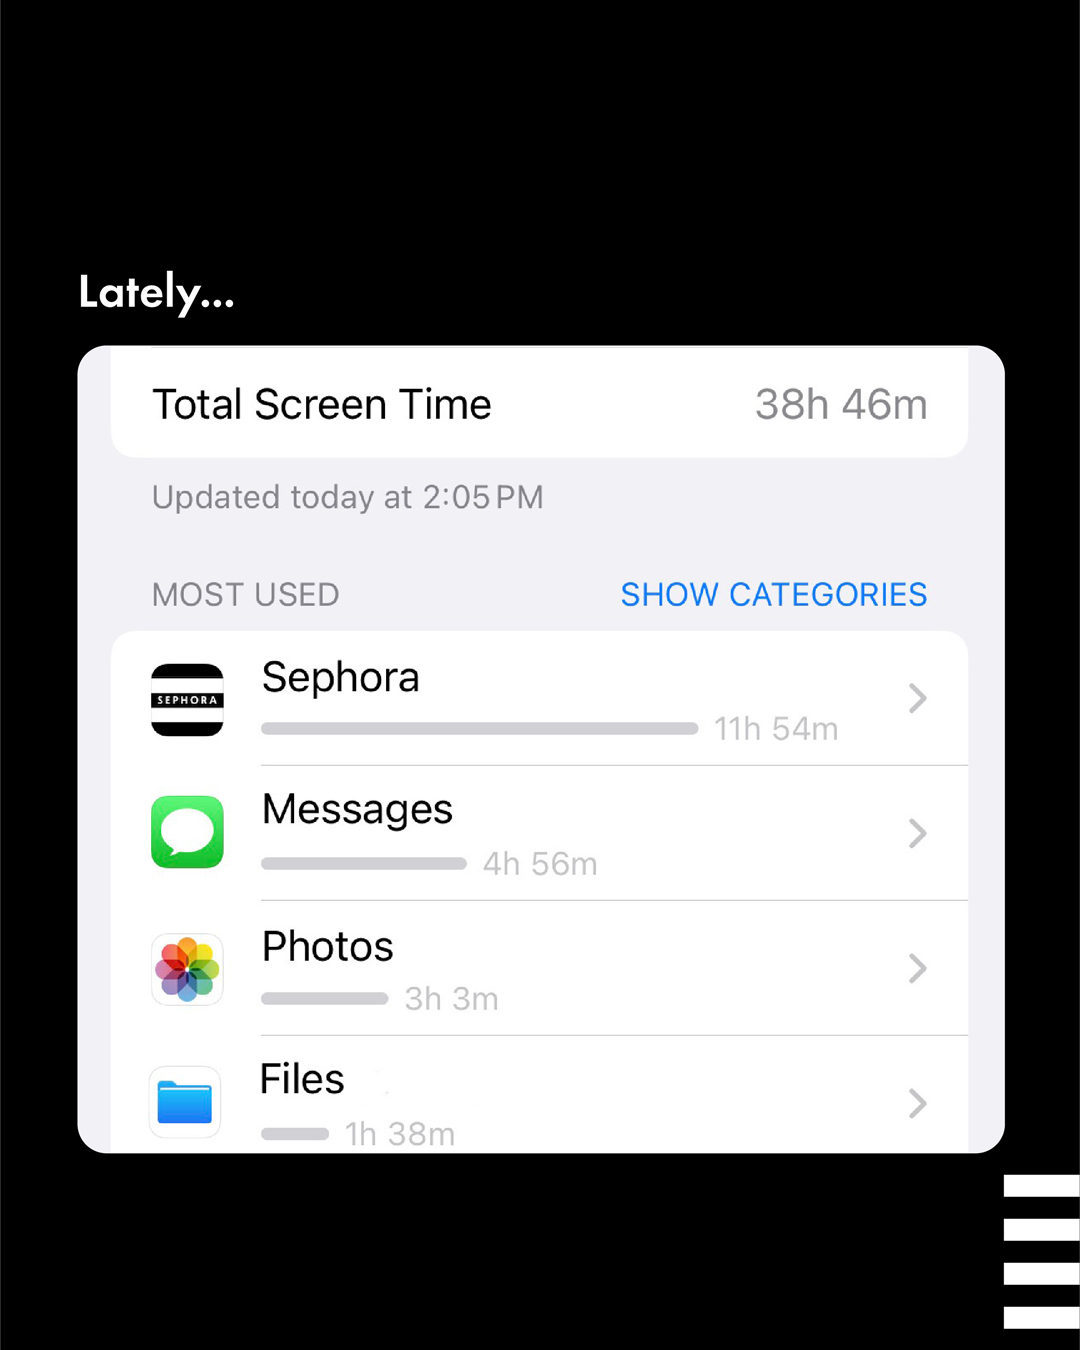 Lately...
Total Screen Time 38h 46m
Updated today at 2:05 PM
MOST USED SHOW CATEGORIES
SEPHORA
Sephora
11h 54m
Messages
4h 56m
Photos
3h 3m
Files
1h 38m